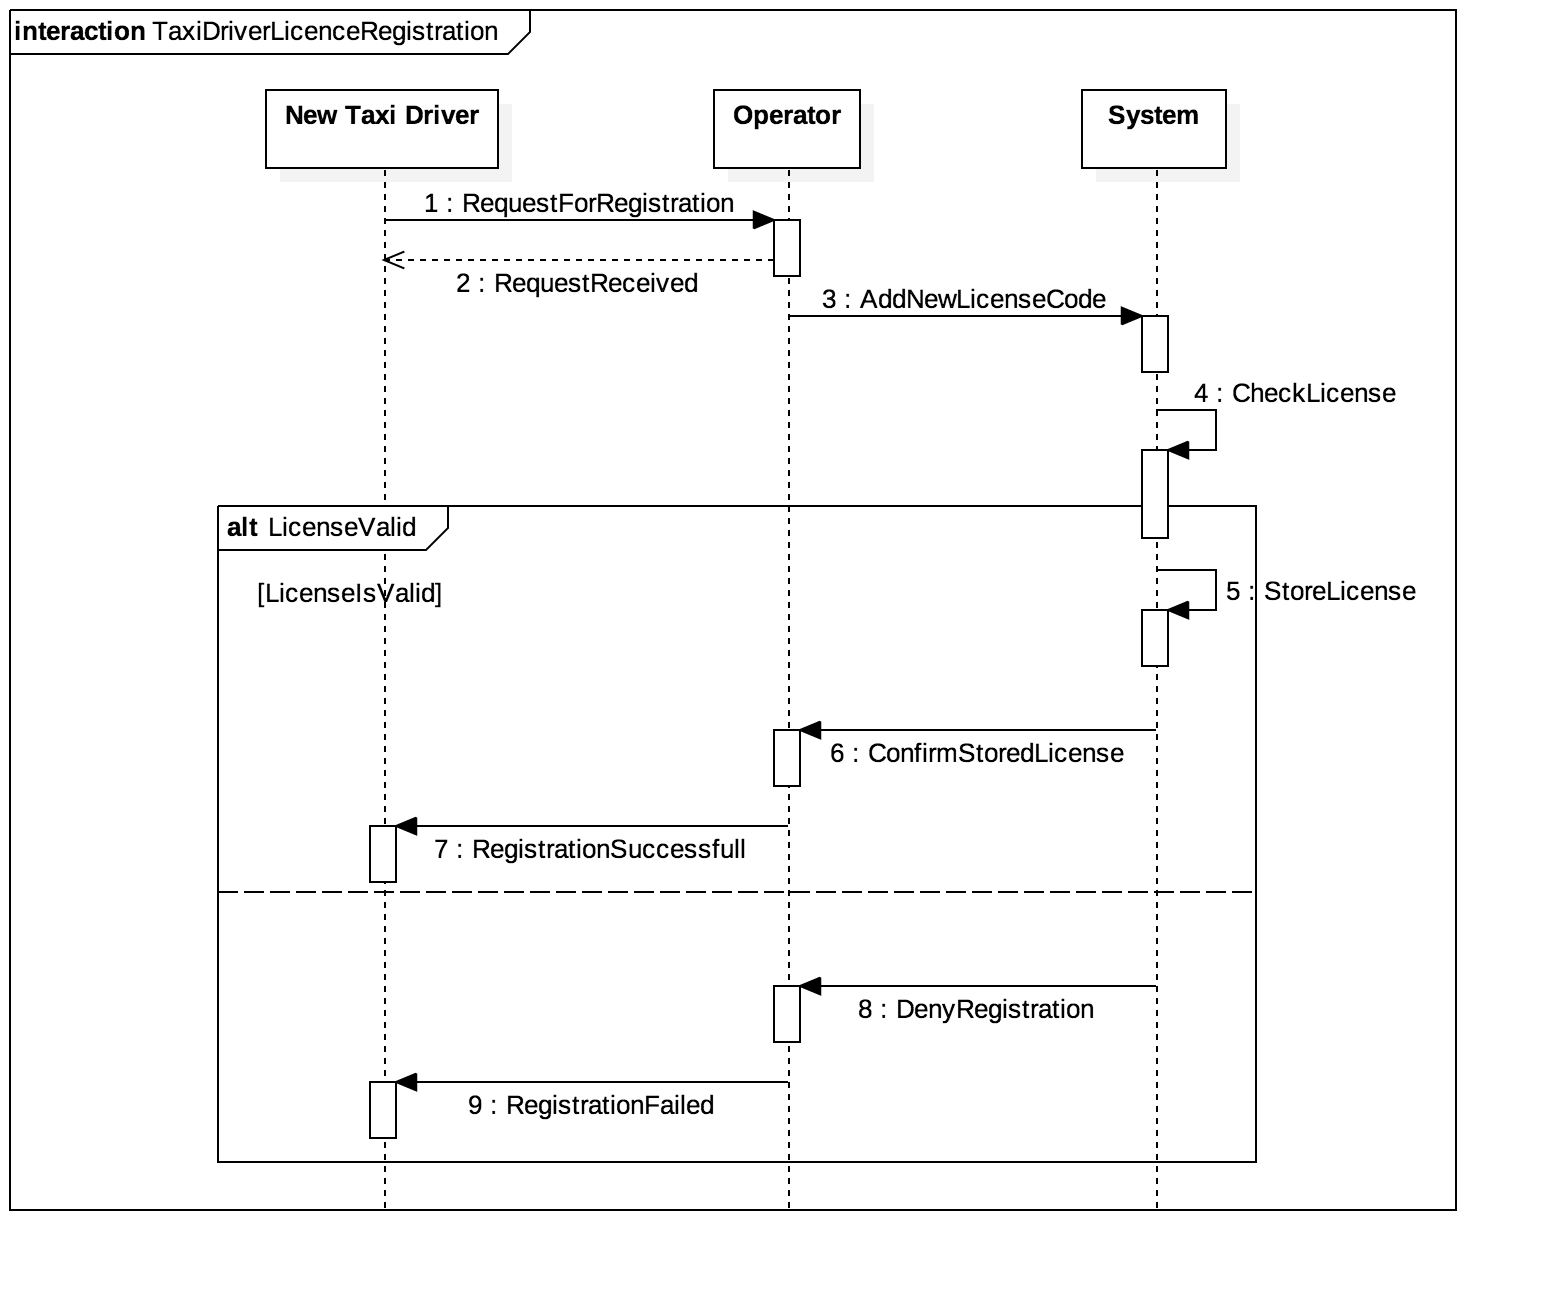 interaction TaxiDriverLicenceRegistration
New Taxi Driver
Operator
System
1 : RequestForRegistration
2 : RequestReceived
3 : AddNewLicenseCode
4 : CheckLicense
alt LicenseValid
[LicenseIsValid]
5 : StoreLicense
6 : ConfirmStoredLicense
7 : RegistrationSuccessfull
8 : DenyRegistration
9 : RegistrationFailed